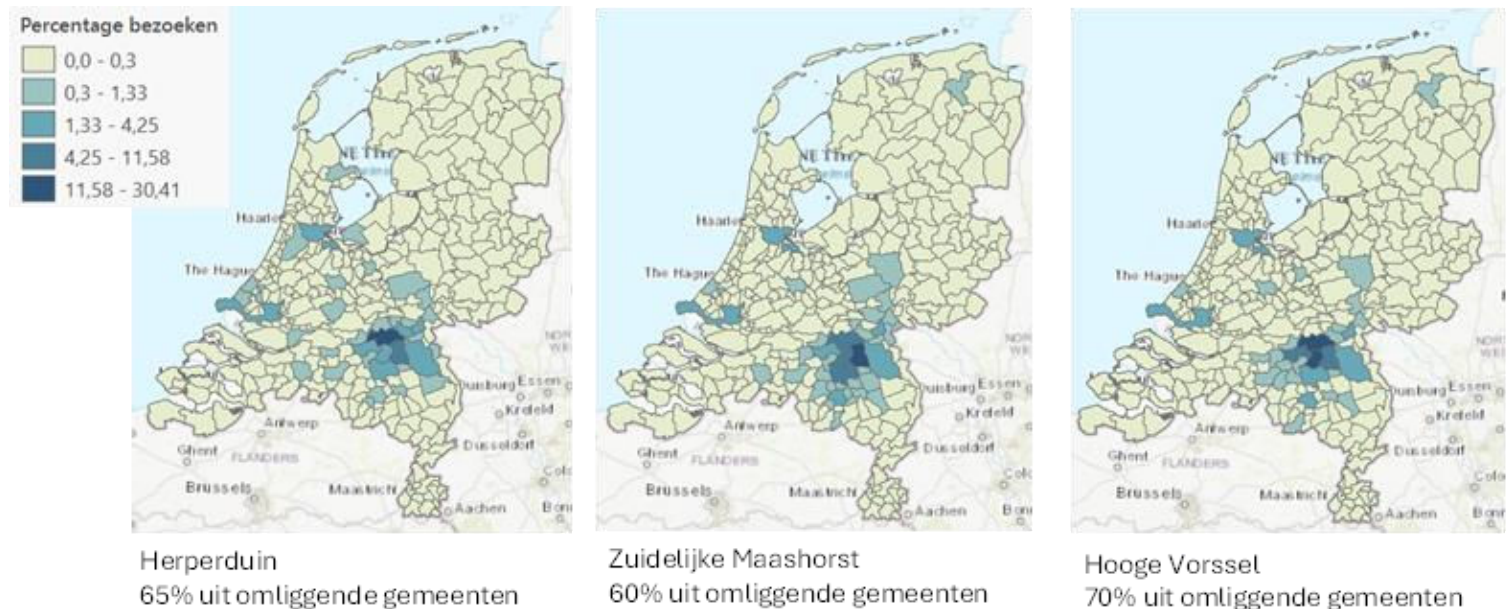 Percentage bezoeken
0,0 - 0,3
0,3 - 1,33
1,33 - 4,25
4,25 - 11,58
11,58 - 30,41
Haarle
The Hague
Duisburg
Essen
Krefeld
Antwerp
Dusseldorf
Ghent
FLANDERS
Brussels
Maastricht
Aachen
Herperduin
65% uit omliggende gemeenten
Haarle
The Hague
Duisburg
Essen
Krefeld
Antwerp
Dusseldorf
Ghent
FLANDERS
Brussels
Maastricht
Aachen
Zuidelijke Maashorst
60% uit omliggende gemeenten
Haarle
The Hague
Duisburg
Essen
Krefeld
Antwerp
Dusseldorf
Ghent
FLANDERS
Brussels
Maastricht
Aachen
Hooge Vorssel
70% uit omliggende gemeenten